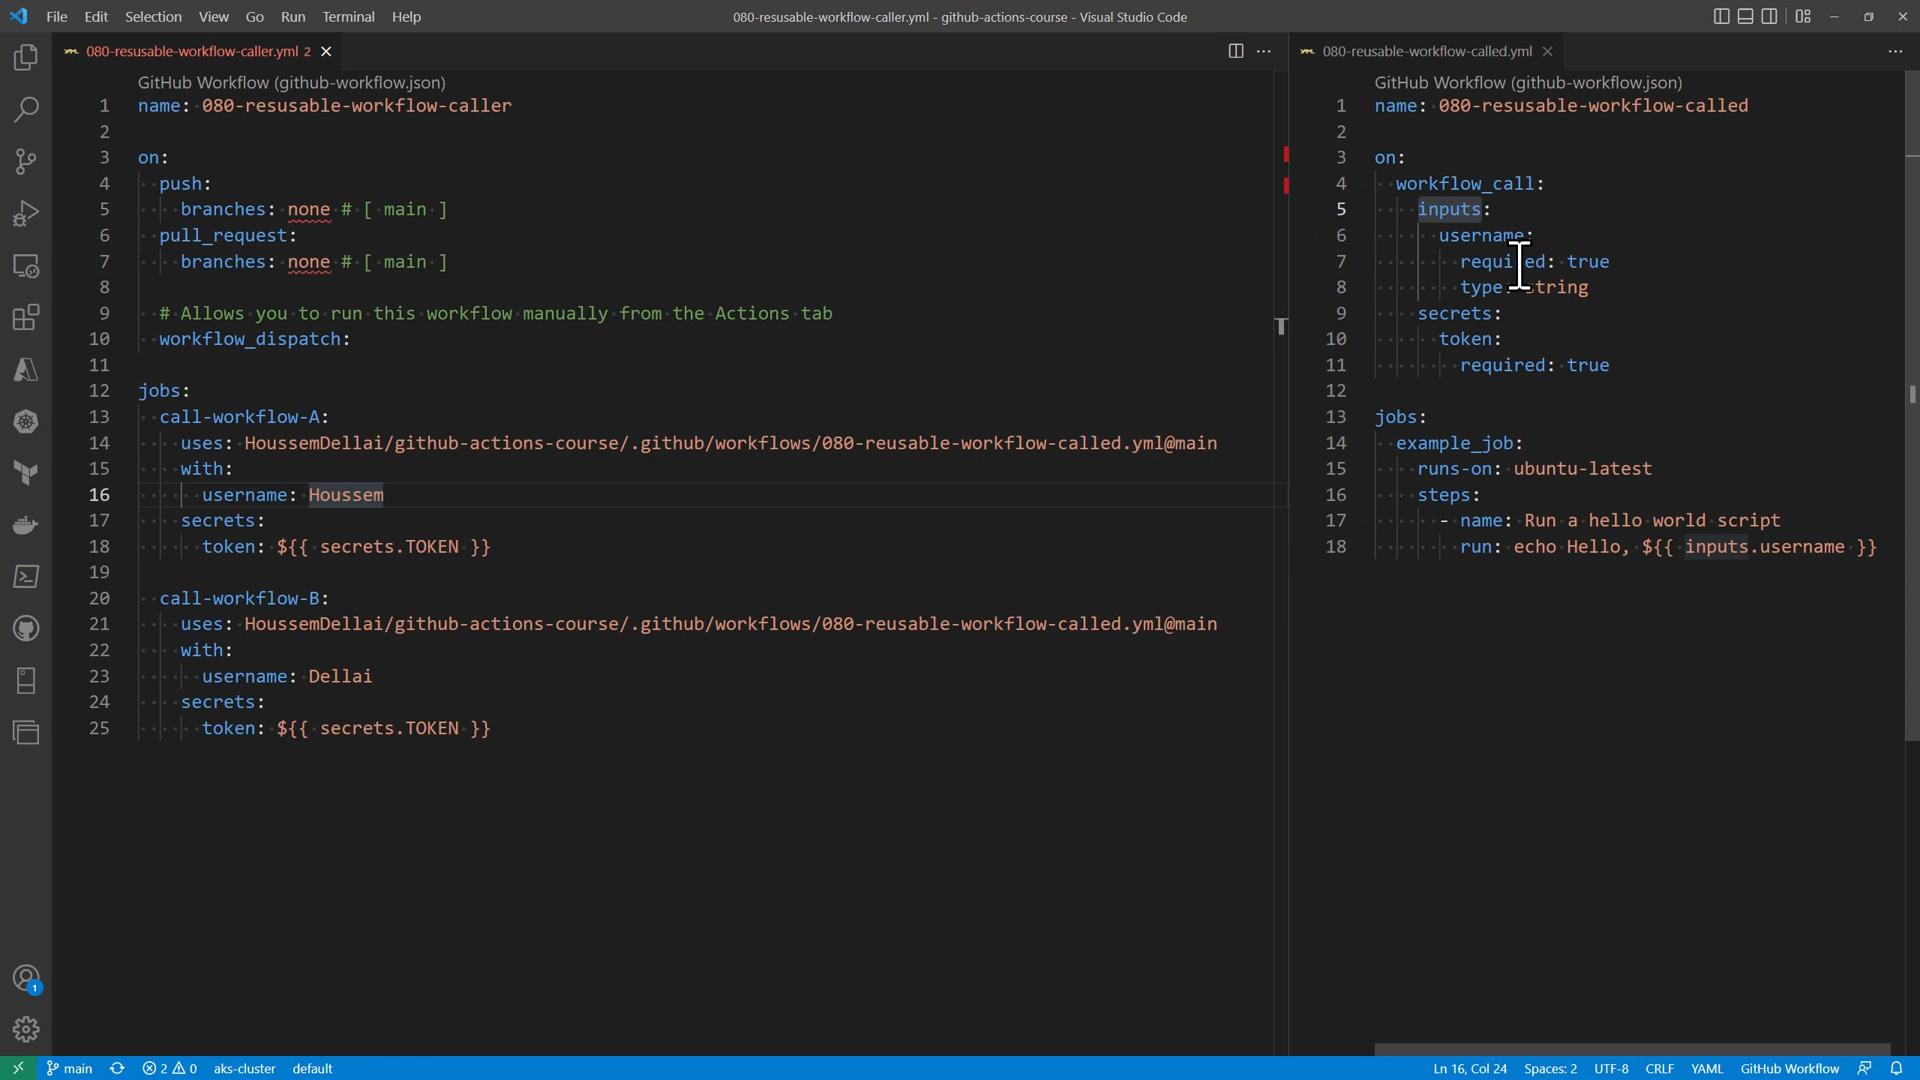 File Edit Selection View Go Run Terminal Help
080-resusable-workflow-caller.yml - github-actions-course - Visual Studio Code
080-resusable-workflow-caller.yml 2
GitHub Workflow (github-workflow.json)
1 name: 080-resusable-workflow-caller
2
3 on:
4 push:
5 branches: none # [ main ]
6 pull_request:
7 branches: none # [ main ]
8
9 # Allows you to run this workflow manually from the Actions tab
10 workflow_dispatch:
11
12 jobs:
13 call-workflow-A:
14 uses: HoussemDellai/github-actions-course/.github/workflows/080-reusable-workflow-called.yml@main
15 with:
16 username: Houssem
17 secrets:
18 token: ${{ secrets.TOKEN }}
19
20 call-workflow-B:
21 uses: HoussemDellai/github-actions-course/.github/workflows/080-reusable-workflow-called.yml@main
22 with:
23 username: Dellai
24 secrets:
25 token: ${{ secrets.TOKEN }}
080-reusable-workflow-called.yml
GitHub Workflow (github-workflow.json)
1 name: 080-resusable-workflow-called
2
3 on:
4 workflow_call:
5 inputs:
6 username:
7 required: true
8 type: string
9 secrets:
10 token:
11 required: true
12
13 jobs:
14 example_job:
15 runs-on: ubuntu-latest
16 steps:
17 - name: Run a hello world script
18 run: echo Hello, ${{ inputs.username }}
1
main 2 0 aks-cluster default
Ln 16, Col 24 Spaces: 2 UTF-8 CRLF YAML GitHub Workflow